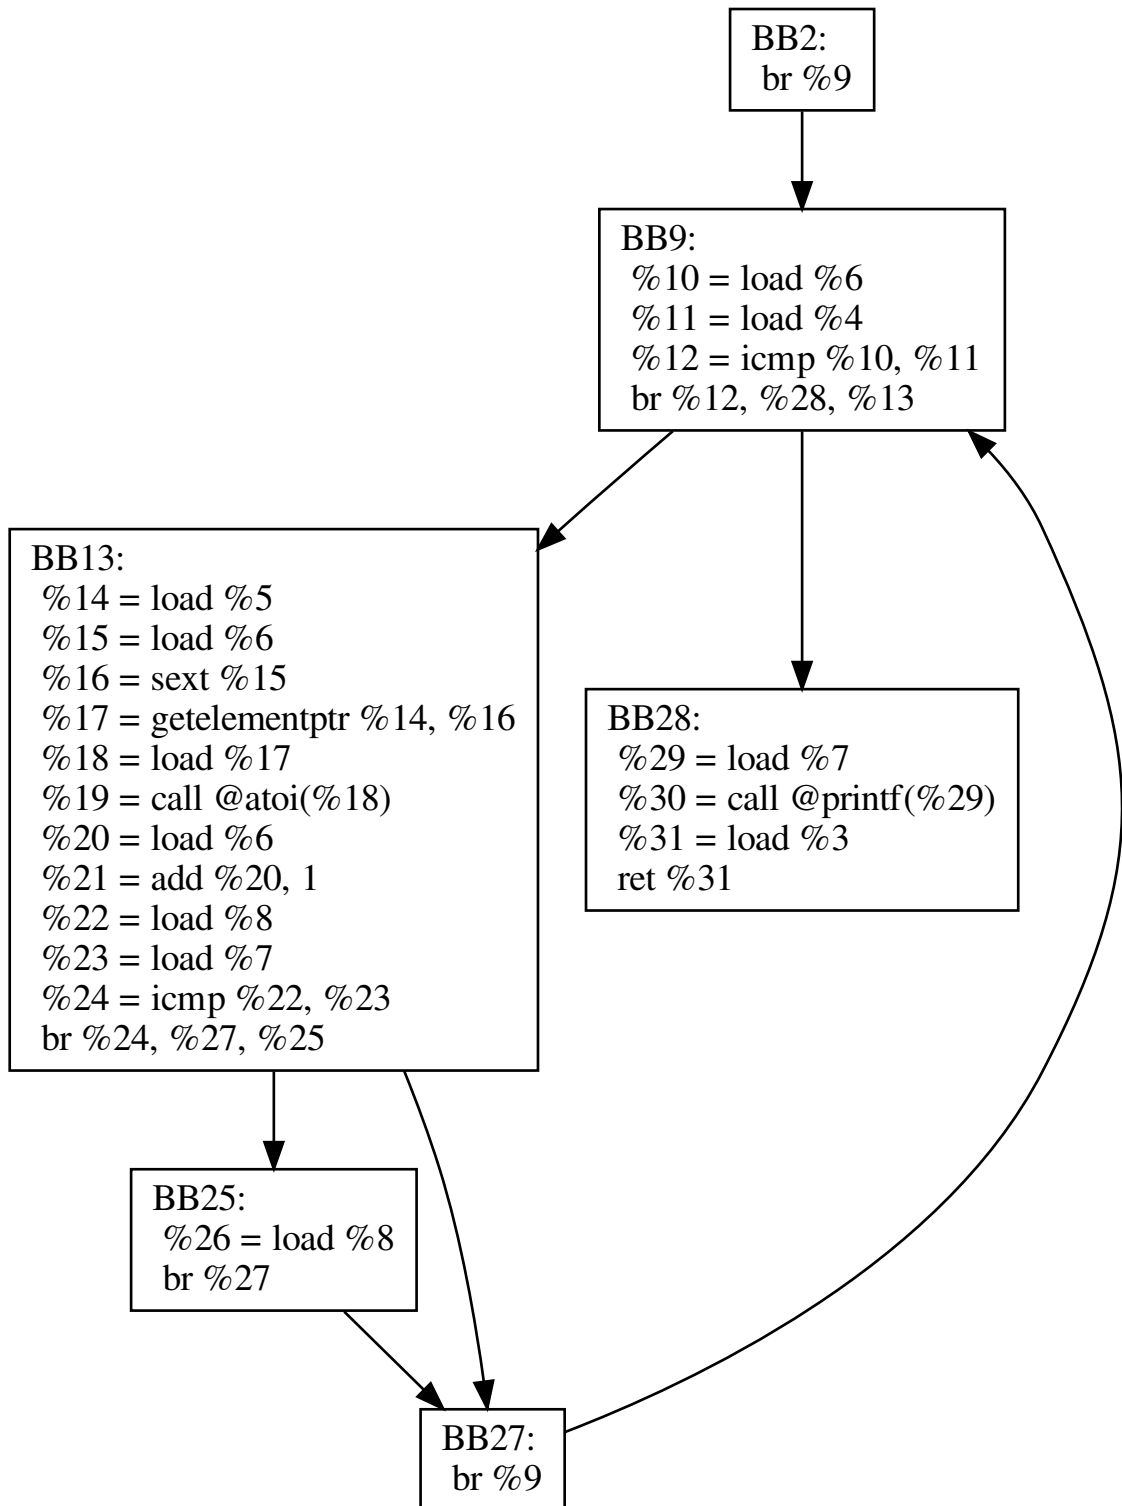 BB2:
br %9
BB9:
%10 = load %6
%11 = load %4
%12 = icmp %10, %11
br %12, %28, %13
BB13:
%14 = load %5
%15 = load %6
%16 = sext %15
%17 = getelementptr %14, %16
%18 = load %17
%19 = call @atoi(%18)
%20 = load %6
%21 = add %20, 1
%22 = load %8
%23 = load %7
%24 = icmp %22, %23
br %24, %27, %25
BB28:
%29 = load %7
%30 = call @printf(%29)
%31 = load %3
ret %31
BB25:
%26 = load %8
br %27
BB27:
br %9